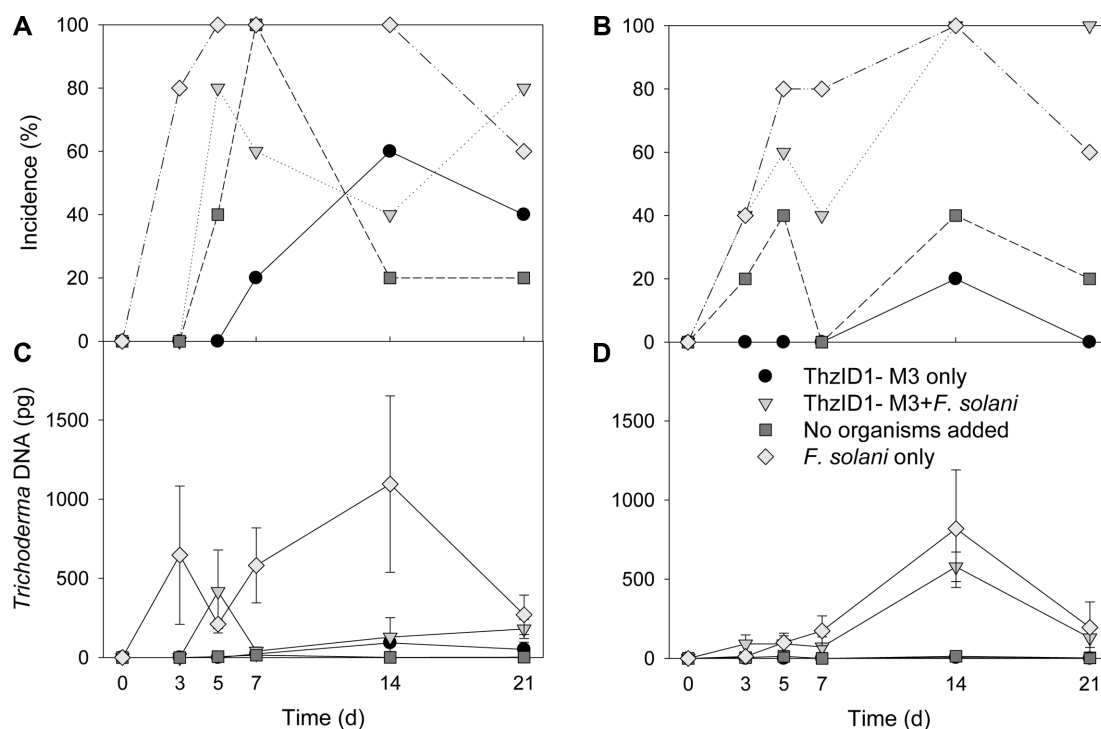 A
B
100
80
60
40
20
0
Incidence (%)
100
80
60
40
20
0
C
D
1500
1000
500
0
Trichoderma DNA (pg)
1500
1000
500
0
ThzID1- M3 only
ThzID1- M3+F. solani
No organisms added
F. solani only
0 3 5 7 14 21
0 3 5 7 14 21
Time (d)
Time (d)